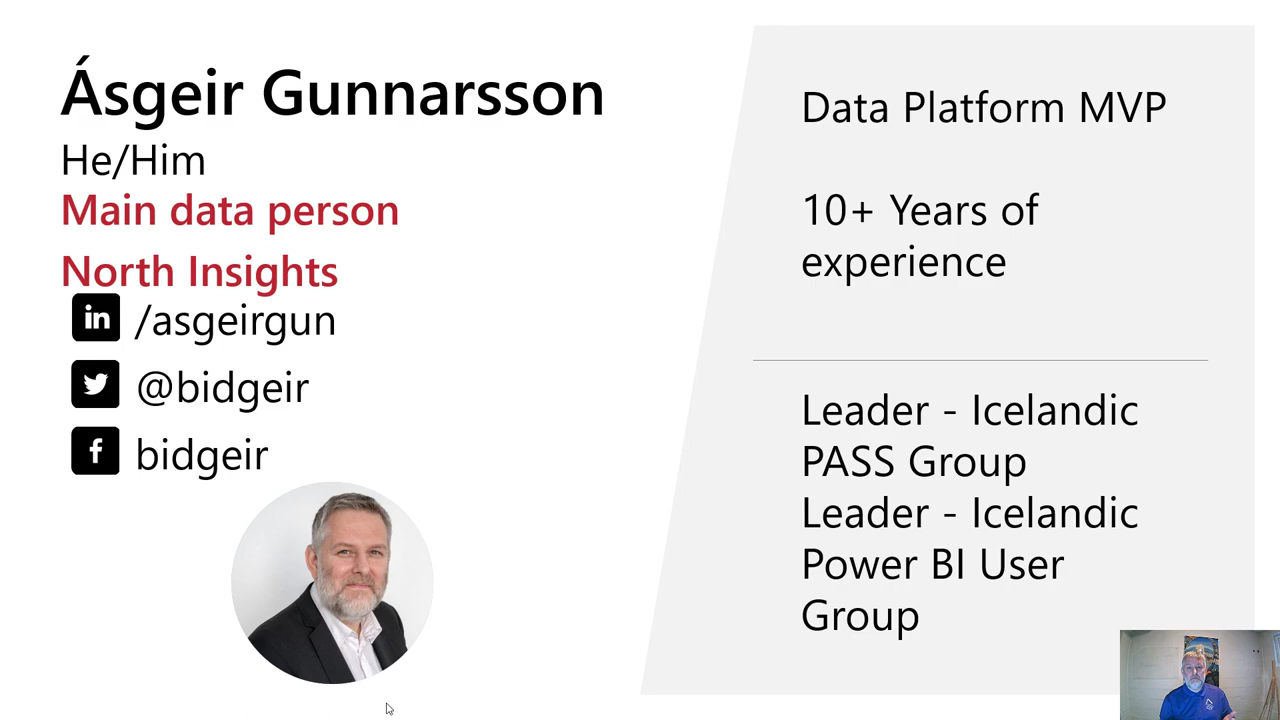 Ásgeir Gunnarsson
He/Him
Main data person
North Insights
in /asgeirgun
@bidgeir
f bidgeir
Data Platform MVP
10+ Years of
experience
Leader - Icelandic
PASS Group
Leader - Icelandic
Power BI User
Group